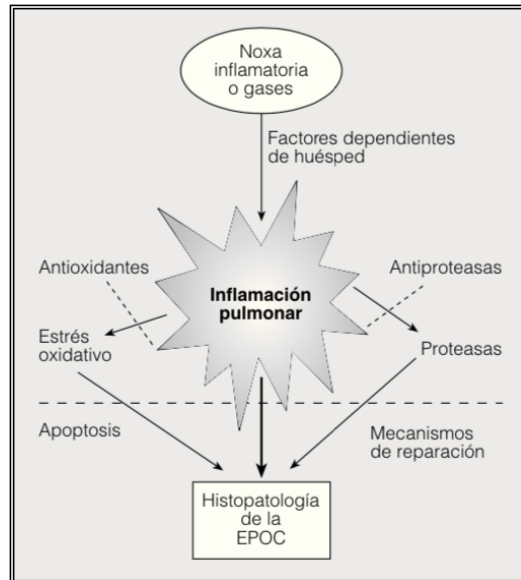 Noxa
inflamatoria
o gases
Factores dependientes
de huésped
Antioxidantes
Antiproteasas
Inflamación
pulmonar
Estrés
oxidativo
Proteasas
Apoptosis
Mecanismos
de reparación
Histopatología
de la
EPOC